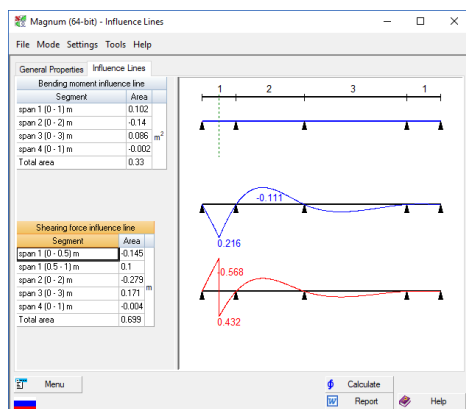 Magnum (64-bit) - Influence Lines
File Mode Settings Tools Help
General Properties Influence Lines
Bending moment influence line
Segment Area
span 1 (0 - 1) m 0.102
span 2 (0 - 2) m -0.14
span 3 (0 - 3) m 0.086 m²
span 4 (0 - 1) m -0.002
Total area 0.33
Shearing force influence line
Segment Area
span 1 (0 - 0.5) m -0.145
span 1 (0.5 - 1) m 0.1
span 2 (0 - 2) m -0.279
span 3 (0 - 3) m 0.171 m
span 4 (0 - 1) m -0.004
Total area 0.699
1 2 3 1
-0.111
0.216
-0.568
0.432
Menu Calculate
Report Help